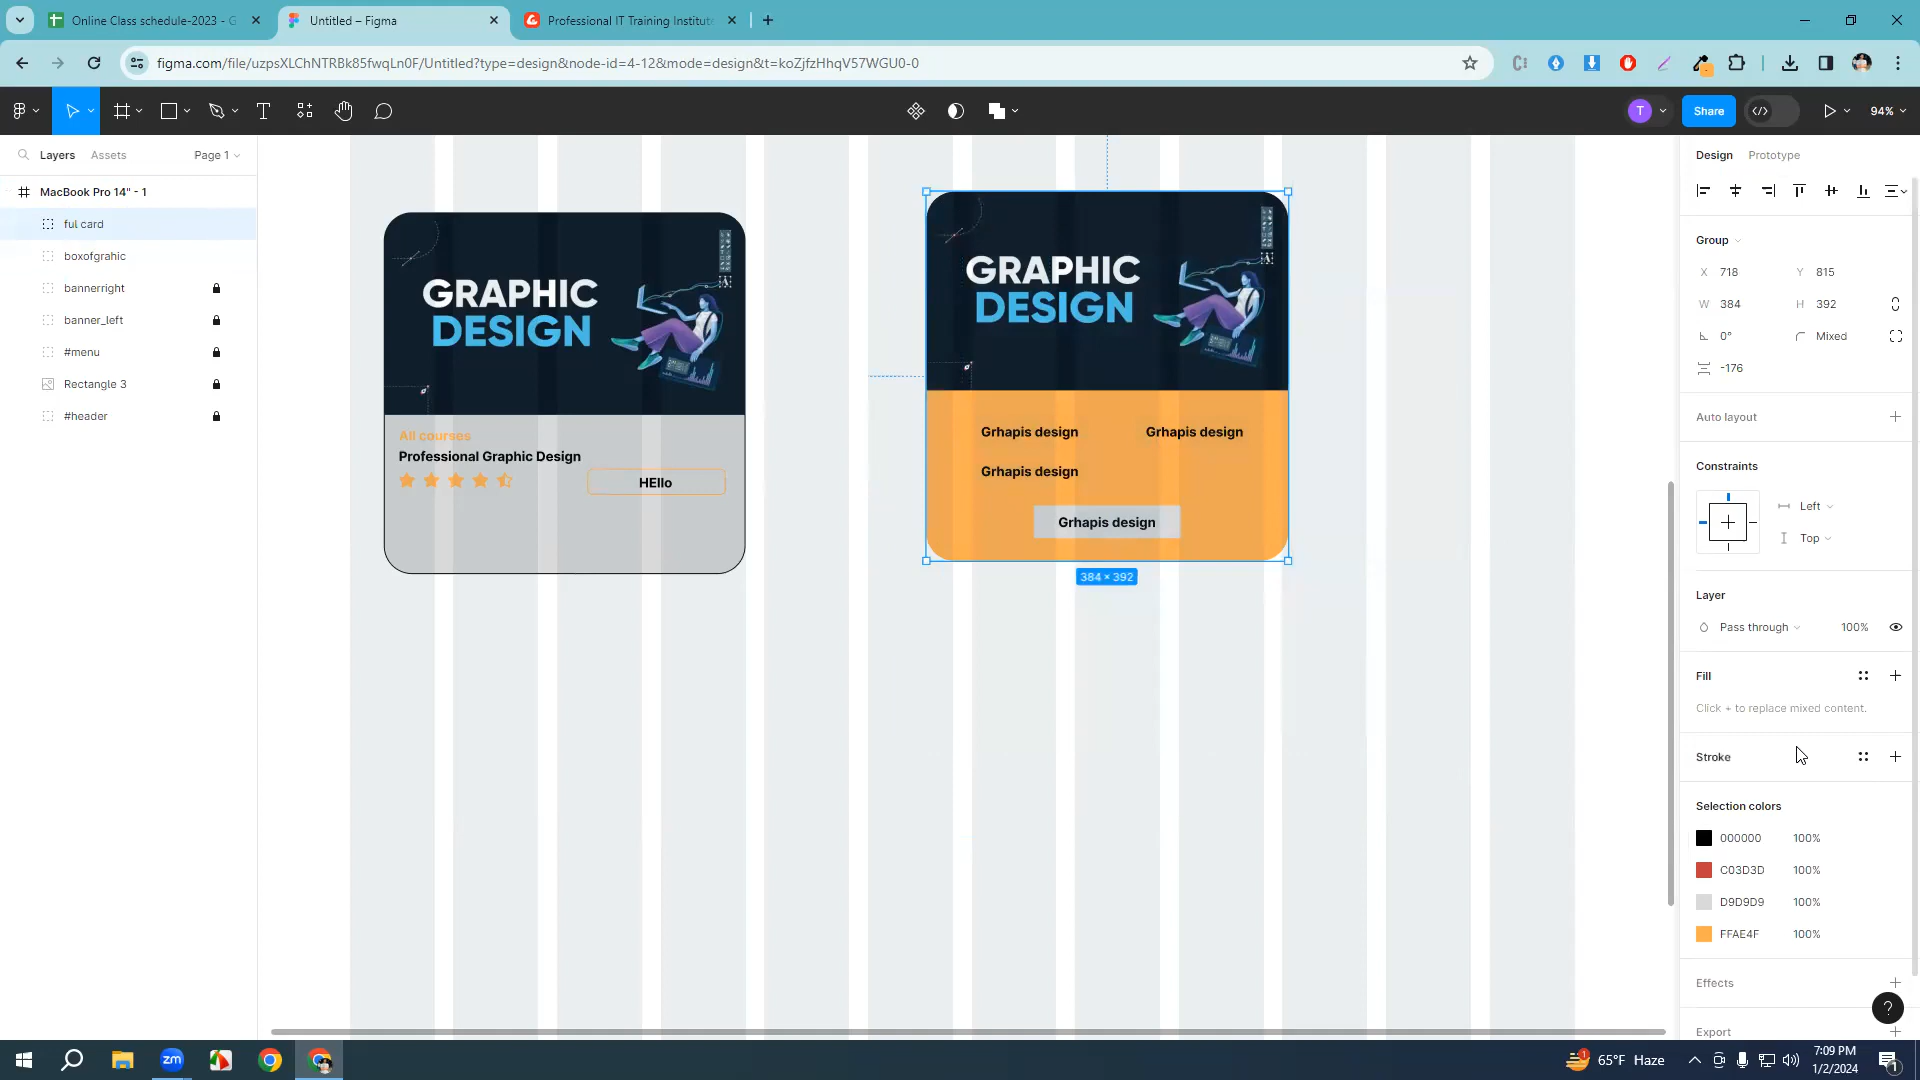 Online Class schedule-2023 - G
Untitled – Figma
Professional IT Training Institute
figma.com/file/uzpsXLChNTRBk85fwqLn0F/Untitled?type=design&node-id=4-12&mode=design&t=koZjfzHhqV57WGU0-0
T
Share
94%
Layers
Assets
Page 1
Design
Prototype
MacBook Pro 14" - 1
ful card
boxofgrahic
bannerright
banner_left
#menu
Rectangle 3
#header
GRAPHIC
DESIGN
All courses
Professional Graphic Design
HEllo
GRAPHIC
DESIGN
Grhapis design
Grhapis design
Grhapis design
Grhapis design
384 × 392
Group
X 718
Y 815
W 384
H 392
0°
Mixed
-176
Auto layout
Constraints
Left
Top
Layer
Pass through
100%
Fill
Click + to replace mixed content.
Stroke
Selection colors
000000 100%
C03D3D 100%
D9D9D9 100%
FFAE4F 100%
Effects
Export
?
zm
1
65°F Haze
7:09 PM
1/2/2024
1